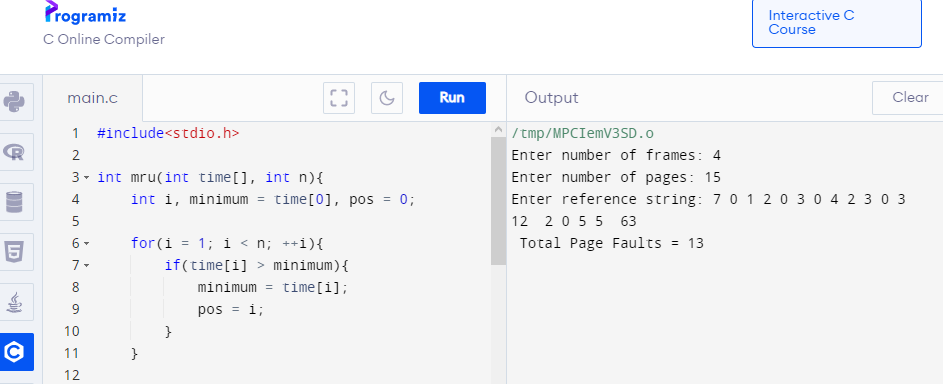 Programiz
C Online Compiler
Interactive C
Course
main.c
Run
Output
Clear
1 #include<stdio.h>
2
3 int mru(int time[], int n){
4 int i, minimum = time[0], pos = 0;
5
6 for(i = 1; i < n; ++i){
7 if(time[i] > minimum){
8 minimum = time[i];
9 pos = i;
10 }
11 }
12
/tmp/MPCIemV3SD.o
Enter number of frames: 4
Enter number of pages: 15
Enter reference string: 7 0 1 2 0 3 0 4 2 3 0 3
12  2 0 5 5  63
Total Page Faults = 13